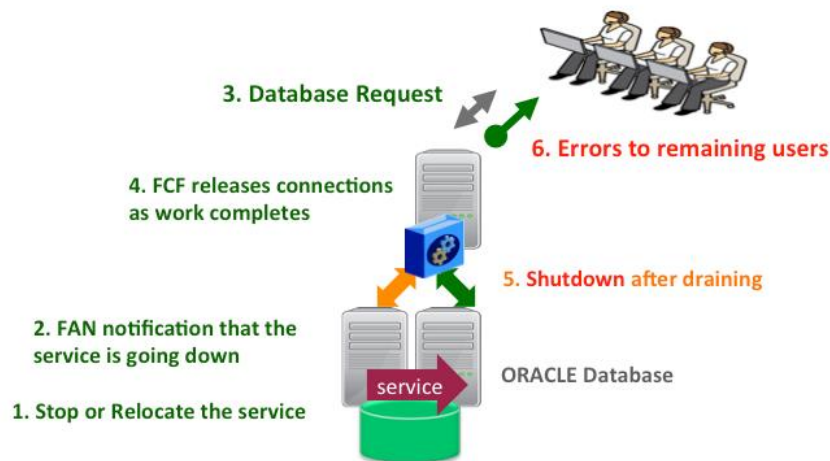 3. Database Request
6. Errors to remaining users
4. FCF releases connections
as work completes
5. Shutdown after draining
2. FAN notification that the
service is going down
service
ORACLE Database
1. Stop or Relocate the service